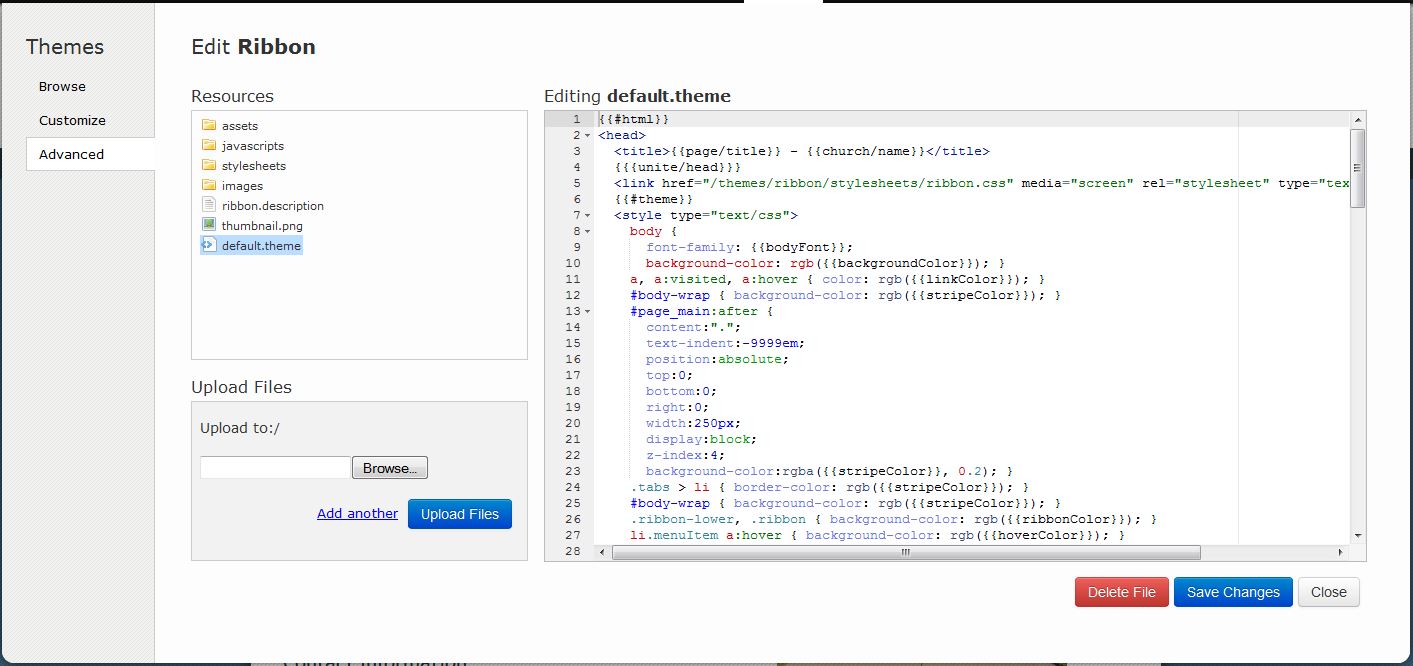 Themes
Browse
Customize
Advanced
Edit Ribbon
Resources
assets
javascripts
stylesheets
images
ribbon.description
thumbnail.png
default.theme
Upload Files
Upload to:/
Browse...
Add another
Upload Files
Editing default.theme
1 {{#html}}
2 <head>
3 <title>{{page/title}} - {{church/name}}</title>
4 {{{unite/head}}}
5 <link href="/themes/ribbon/stylesheets/ribbon.css" media="screen" rel="stylesheet" type="tex
6 {{#theme}}
7 <style type="text/css">
8 body {
9 font-family: {{bodyFont}};
10 background-color: rgb({{backgroundColor}}); }
11 a, a:visited, a:hover { color: rgb({{linkColor}}); }
12 #body-wrap { background-color: rgb({{stripeColor}}); }
13 #page_main:after {
14 content:".";
15 text-indent:-9999em;
16 position:absolute;
17 top:0;
18 bottom:0;
19 right:0;
20 width:250px;
21 display:block;
22 z-index:4;
23 background-color:rgba({{stripeColor}}, 0.2); }
24 .tabs > li { border-color: rgb({{stripeColor}}); }
25 #body-wrap { background-color: rgb({{stripeColor}}); }
26 .ribbon-lower, .ribbon { background-color: rgb({{ribbonColor}}); }
27 li.menuItem a:hover { background-color: rgb({{hoverColor}}); }
28
Delete File
Save Changes
Close